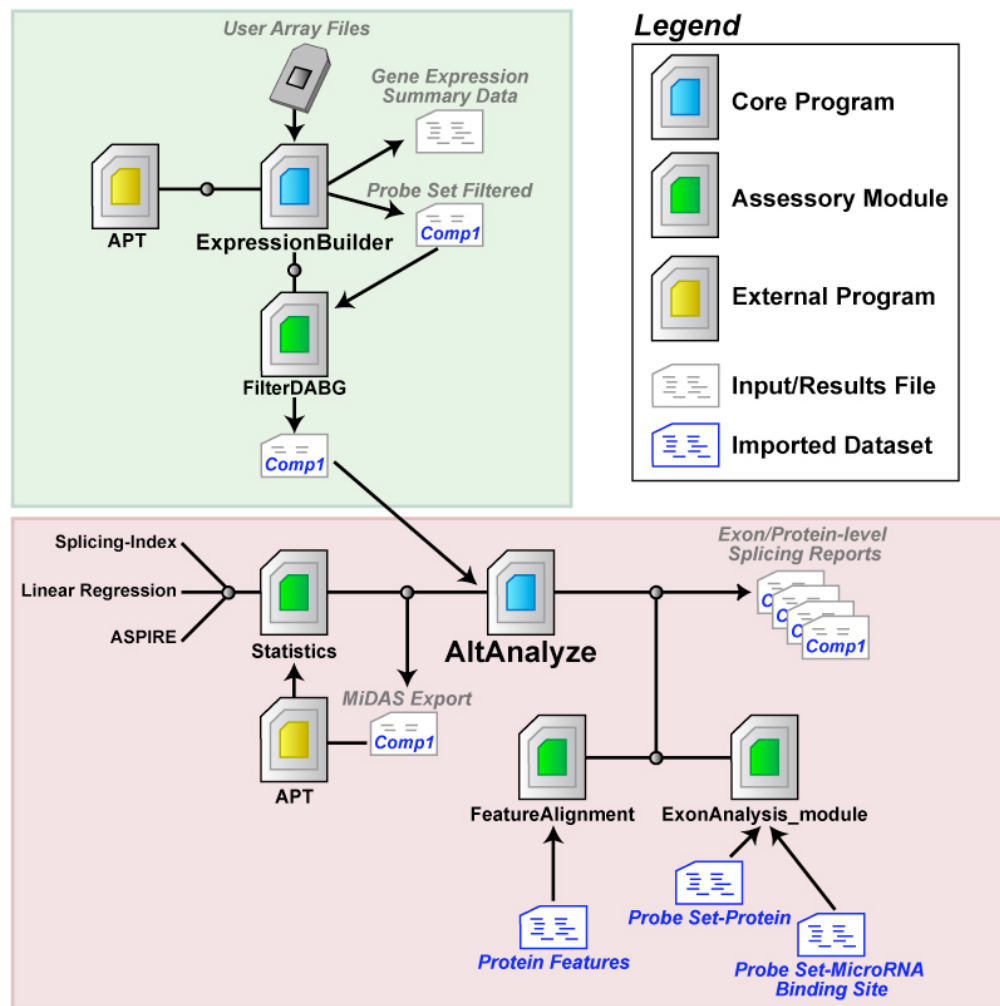 User Array Files
Gene Expression
Summary Data
Probe Set Filtered
Comp1
APT
ExpressionBuilder
FilterDABG
Comp1
Legend
Core Program
Assessory Module
External Program
Input/Results File
Imported Dataset
Splicing-Index
Linear Regression
ASPIRE
Statistics
AltAnalyze
Exon/Protein-level
Splicing Reports
C
C
C
Comp1
MiDAS Export
Comp1
APT
FeatureAlignment
ExonAnalysis_module
Probe Set-Protein
Protein Features
Probe Set-MicroRNA
Binding Site